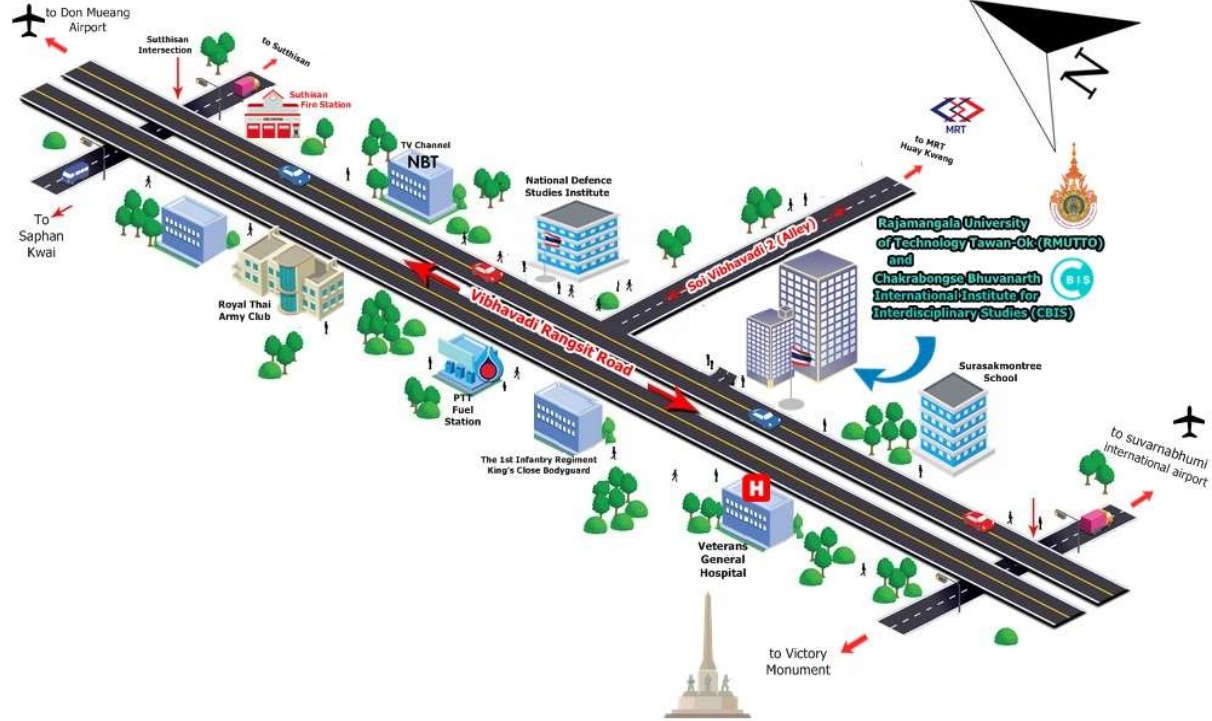 to Don Mueang
Airport
Sutthisan
Intersection
to Sutthisan
Suthisan
Fire Station
To
Saphan
Kwai
TV Channel
NBT
National Defence
Studies Institute
MRT
to MRT
Huay Kwang
N
Soi Vibhavadi 2 (Alley)
Rajamangala University
of Technology Tawan-Ok (RMUTTO)
and
Chakrabongse Bhuvanarth
International Institute for
Interdisciplinary Studies (CBIS)
CBIS
Royal Thai
Army Club
Vibhavadi Rangsit Road
PTT
Fuel
Station
The 1st Infantry Regiment
King's Close Bodyguard
Surasakmontree
School
to suvarnabhumi
international airport
H
Veterans
General
Hospital
to Victory
Monument